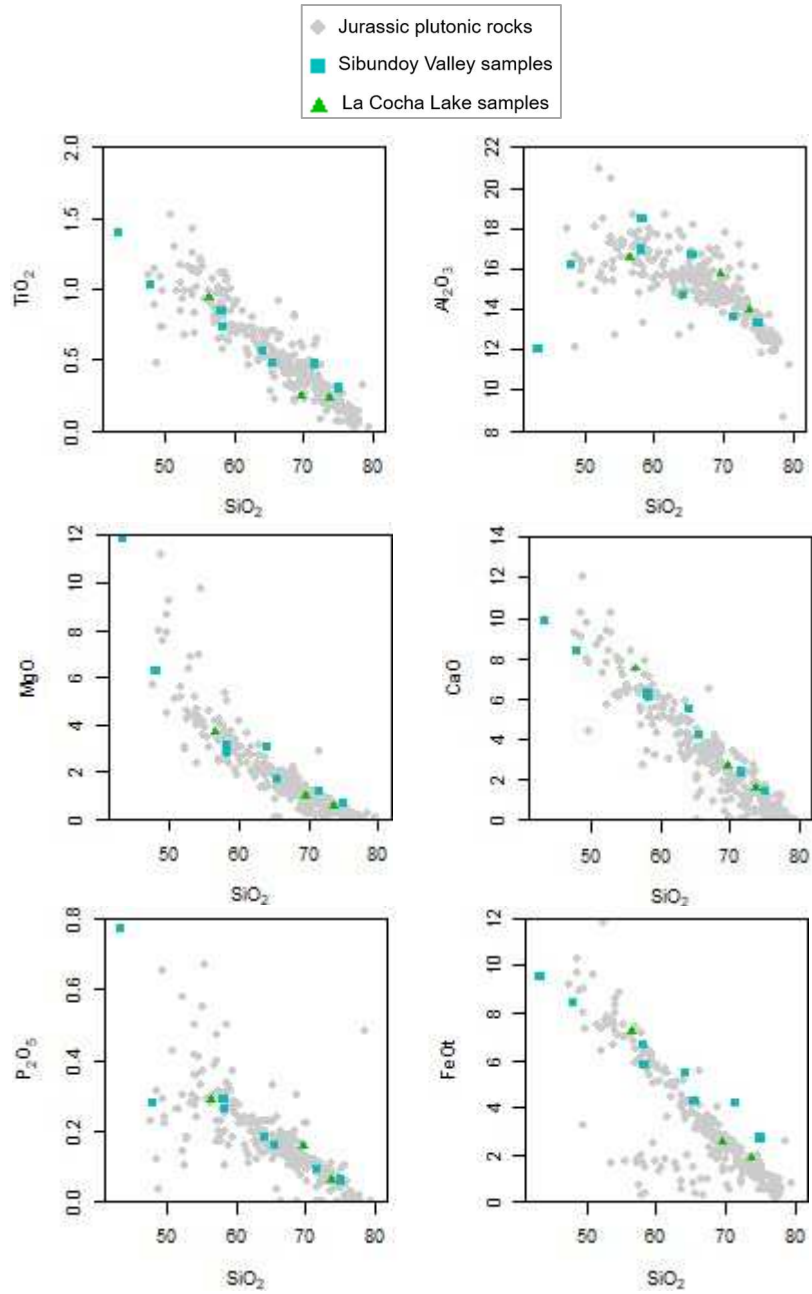 Jurassic plutonic rocks
Sibundoy Valley samples
La Cocha Lake samples
TiO2
0.0 0.5 1.0 1.5 2.0
50 60 70 80
SiO2
Al2O3
8 10 12 14 16 18 20 22
50 60 70 80
SiO2
MgO
0 2 4 6 8 10 12
50 60 70 80
SiO2
CaO
0 2 4 6 8 10 12 14
50 60 70 80
SiO2
P2O5
0.0 0.2 0.4 0.6 0.8
50 60 70 80
SiO2
FeOt
0 2 4 6 8 10 12
50 60 70 80
SiO2